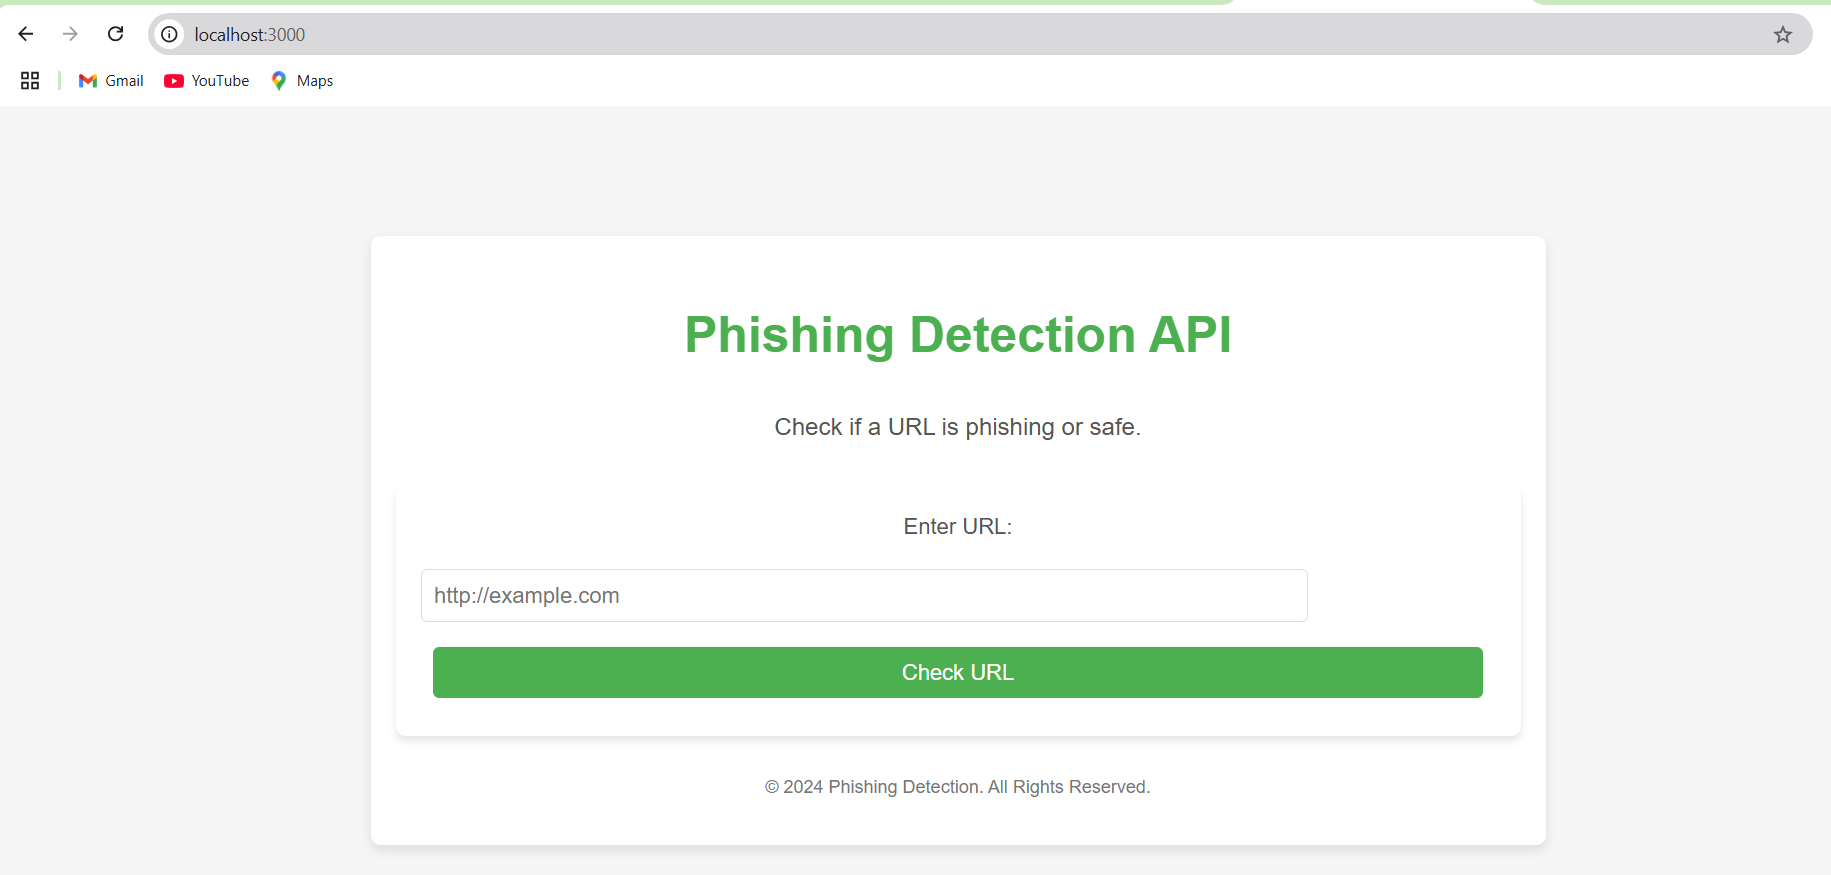 localhost:3000
Gmail YouTube Maps
Phishing Detection API
Check if a URL is phishing or safe.
Enter URL:
http://example.com
Check URL
© 2024 Phishing Detection. All Rights Reserved.